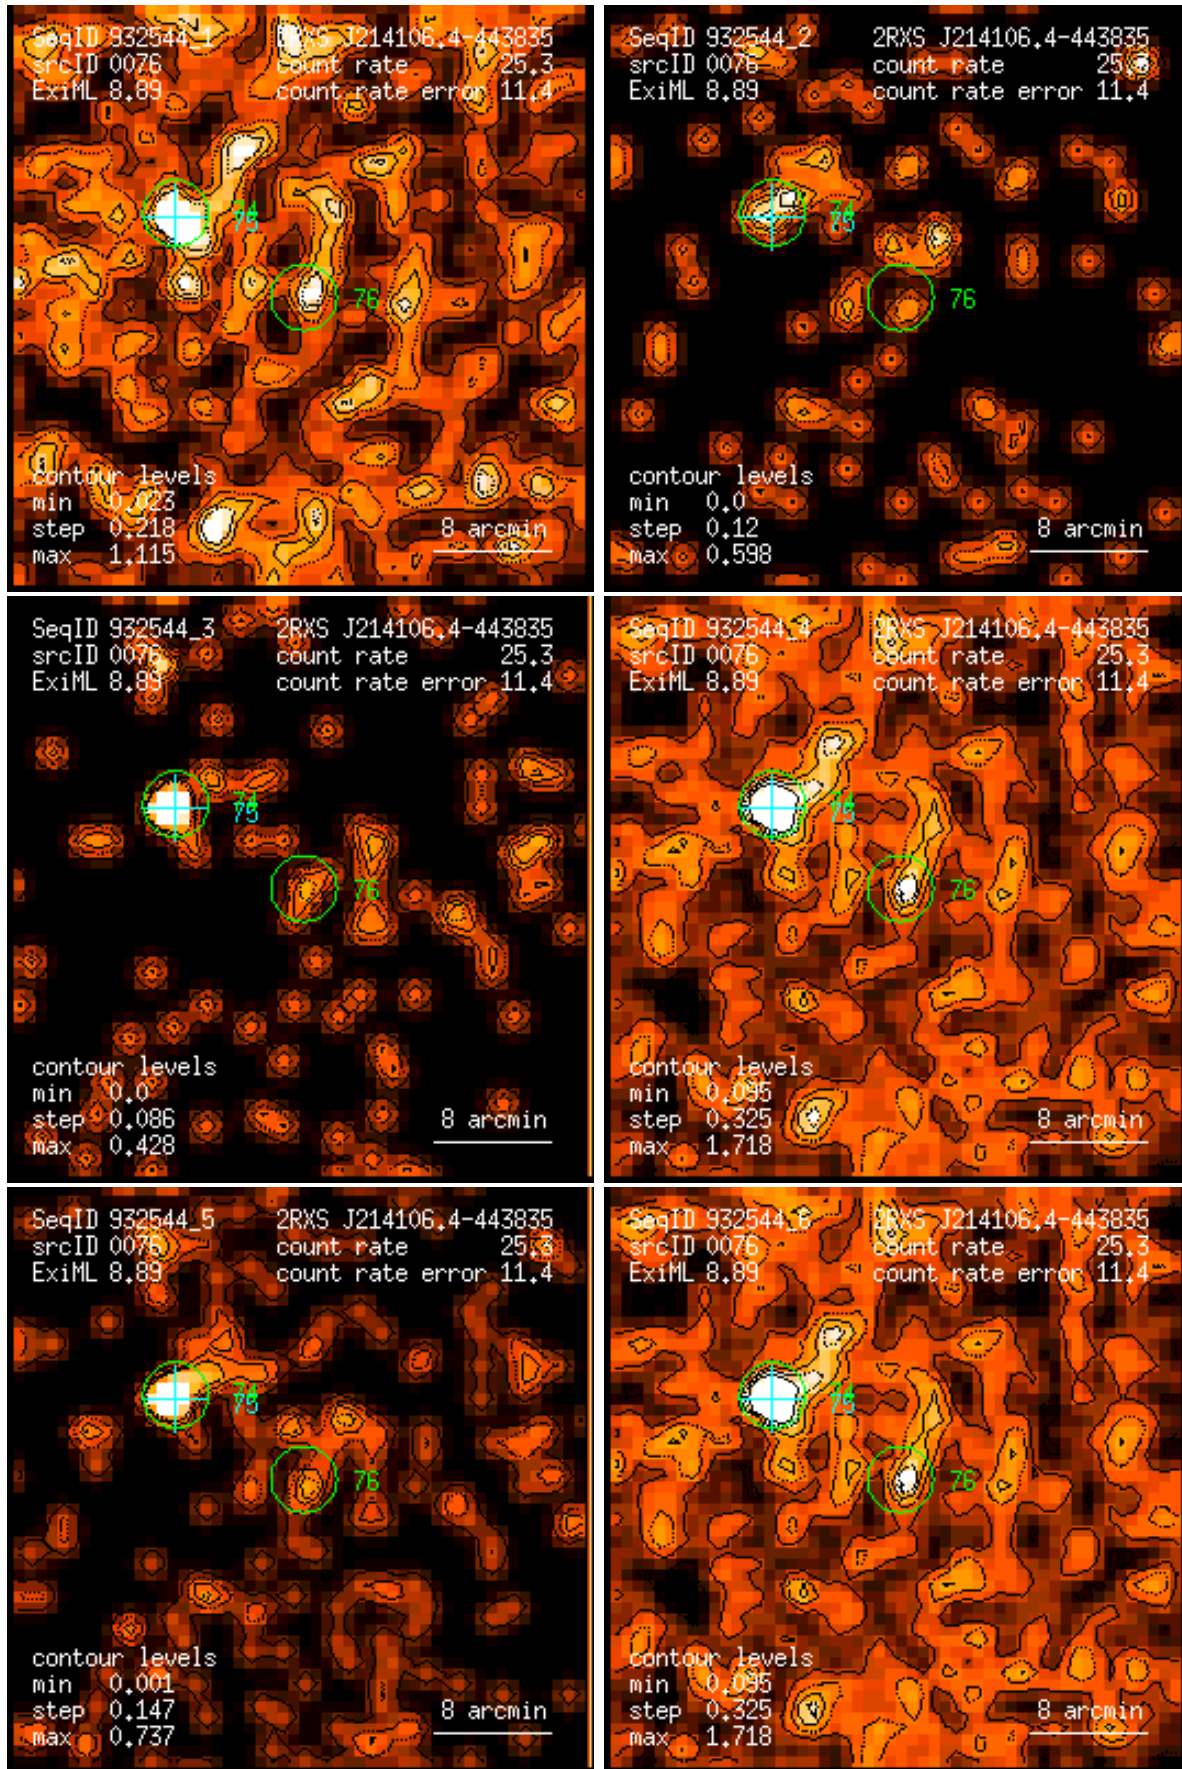 SeqID 932544_1 2RXS J214106.4-443835
srcID 0076 count rate 25.3
ExiML 8.89 count rate error 11.4
75
76
contour levels
min 0.023
step 0.218 8 arcmin
max 1.115
SeqID 932544_2 2RXS J214106.4-443835
srcID 0076 count rate 25.3
ExiML 8.89 count rate error 11.4
75
76
contour levels
min 0.0
step 0.12 8 arcmin
max 0.598
SeqID 932544_3 2RXS J214106.4-443835
srcID 0076 count rate 25.3
ExiML 8.89 count rate error 11.4
75
76
contour levels
min 0.0
step 0.086 8 arcmin
max 0.428
SeqID 932544_4 2RXS J214106.4-443835
srcID 0076 count rate 25.3
ExiML 8.89 count rate error 11.4
75
76
contour levels
min 0.095
step 0.325 8 arcmin
max 1.718
SeqID 932544_5 2RXS J214106.4-443835
srcID 0076 count rate 25.3
ExiML 8.89 count rate error 11.4
75
76
contour levels
min 0.001
step 0.147 8 arcmin
max 0.737
SeqID 932544_6 2RXS J214106.4-443835
srcID 0076 count rate 25.3
ExiML 8.89 count rate error 11.4
75
76
contour levels
min 0.095
step 0.325 8 arcmin
max 1.718